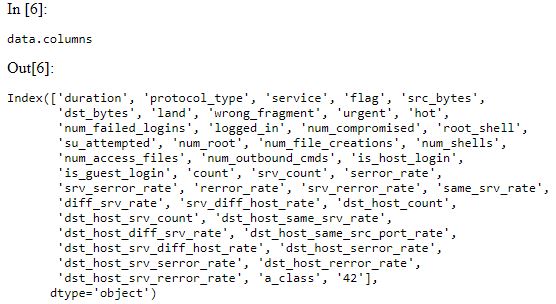 In [6]:
data.columns
Out[6]:
Index(['duration', 'protocol_type', 'service', 'flag', 'src_bytes',
'dst_bytes', 'land', 'wrong_fragment', 'urgent', 'hot',
'num_failed_logins', 'logged_in', 'num_compromised', 'root_shell',
'su_attempted', 'num_root', 'num_file_creations', 'num_shells',
'num_access_files', 'num_outbound_cmds', 'is_host_login',
'is_guest_login', 'count', 'srv_count', 'serror_rate',
'srv_serror_rate', 'rerror_rate', 'srv_rerror_rate', 'same_srv_rate',
'diff_srv_rate', 'srv_diff_host_rate', 'dst_host_count',
'dst_host_srv_count', 'dst_host_same_srv_rate',
'dst_host_diff_srv_rate', 'dst_host_same_src_port_rate',
'dst_host_srv_diff_host_rate', 'dst_host_serror_rate',
'dst_host_srv_serror_rate', 'dst_host_rerror_rate',
'dst_host_srv_rerror_rate', 'a_class', '42'],
dtype='object')